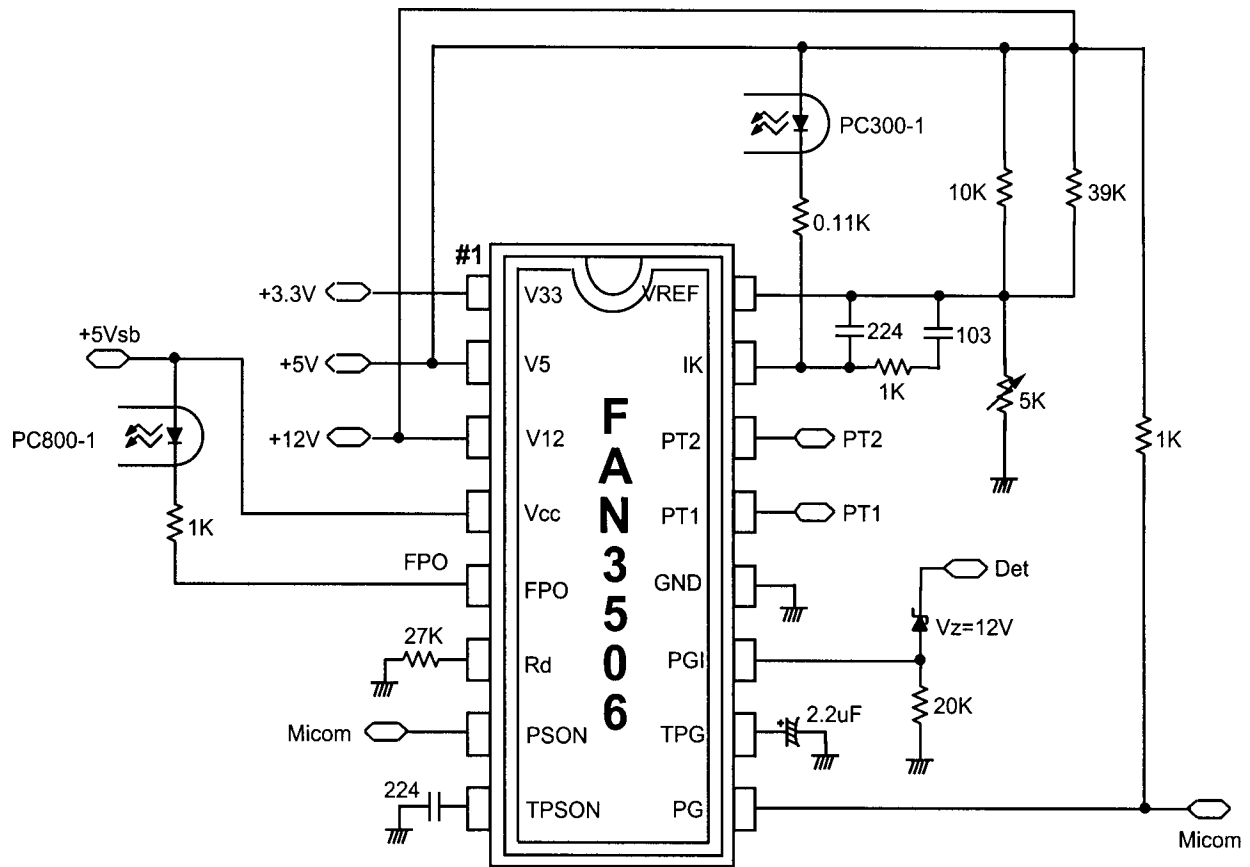 PC300-1
10K
39K
0.11K
#1
+3.3V
V33
VREF
224
103
+5Vsb
+5V
V5
IK
1K
5K
PC800-1
+12V
V12
PT2
PT2
1K
1K
Vcc
PT1
PT1
FPO
FPO
GND
Det
Vz=12V
27K
Rd
PGI
20K
Micom
PSON
TPG
2.2uF
+
224
TPSON
PG
Micom
FAN3506